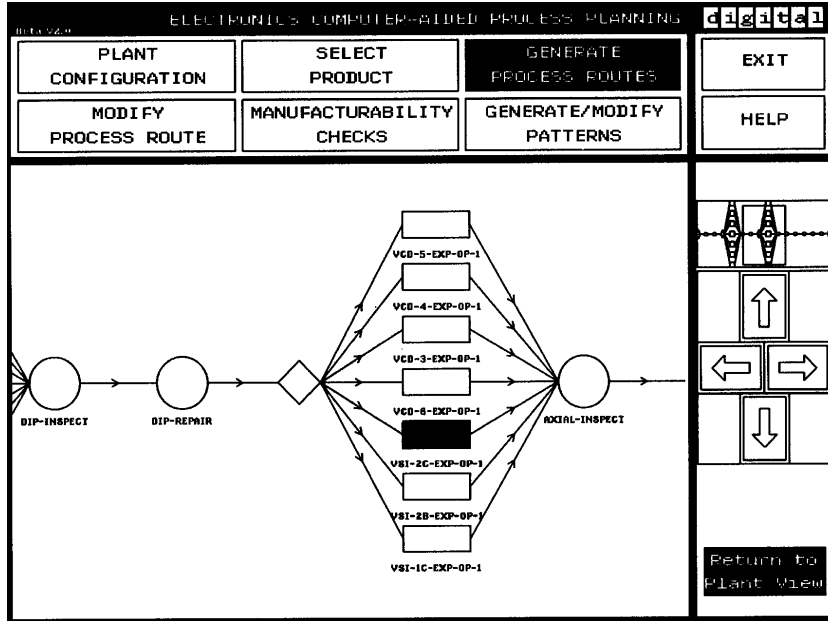 ELECTRONICS COMPUTER-AIDED PROCESS PLANNING
digital
Beta V2.0
PLANT
CONFIGURATION
SELECT
PRODUCT
GENERATE
PROCESS ROUTES
EXIT
MODIFY
PROCESS ROUTE
MANUFACTURABILITY
CHECKS
GENERATE/MODIFY
PATTERNS
HELP
VCD-5-EXP-OP-1
VCD-4-EXP-OP-1
VCD-3-EXP-OP-1
VCD-6-EXP-OP-1
DIP-INSPECT
DIP-REPAIR
AXIAL-INSPECT
VSI-2C-EXP-OP-1
VSI-2B-EXP-OP-1
VSI-1C-EXP-OP-1
Return to
Plant View